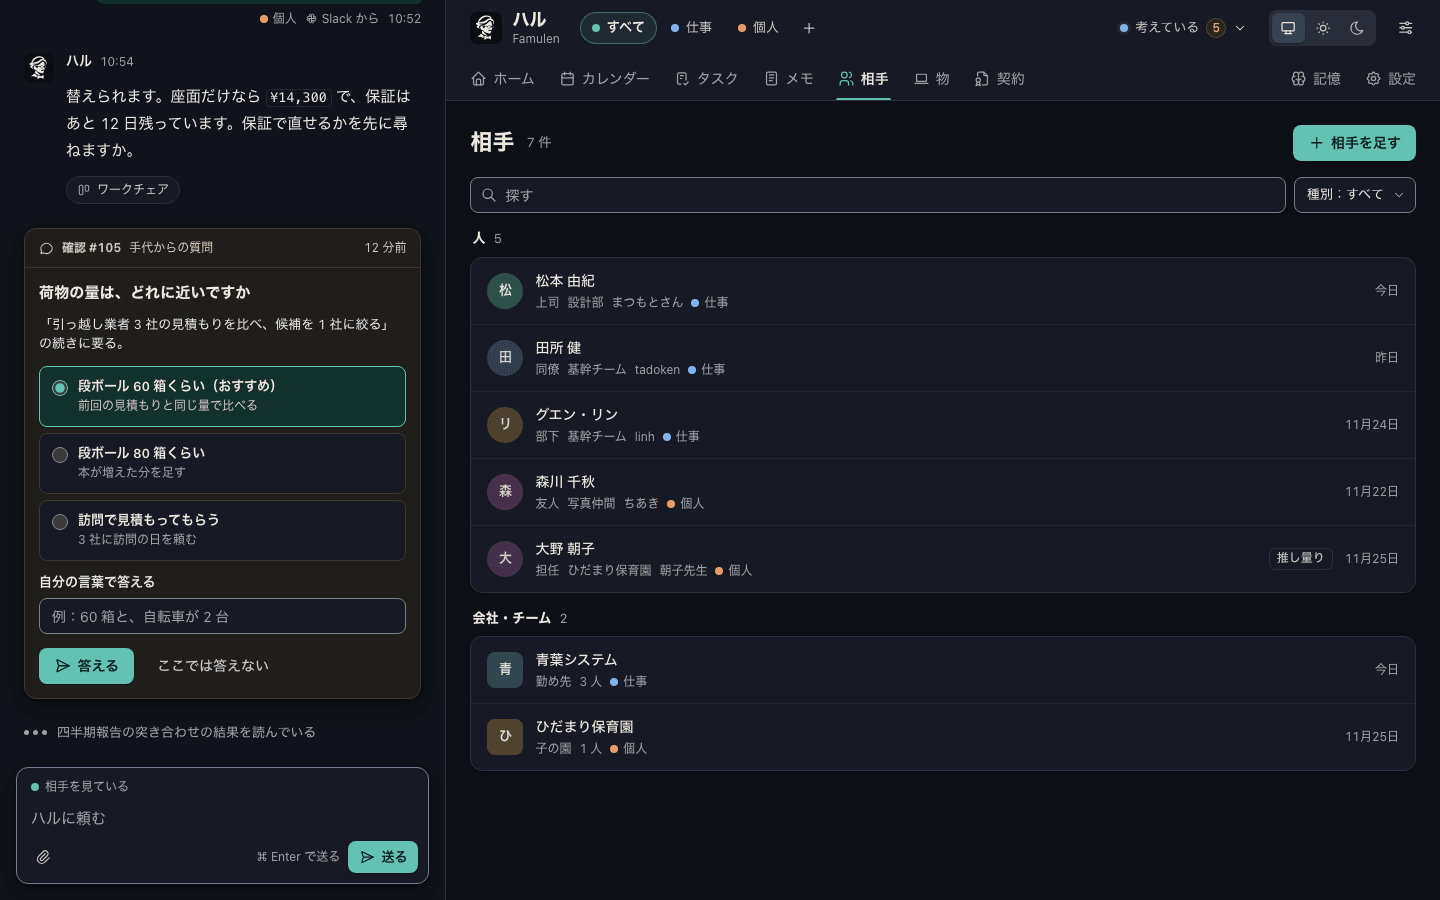 個人 Slack から 10:52
ハル 10:54
替えられます。座面だけなら ¥14,300 で、保証は
あと 12 日残っています。保証で直せるかを先に尋
ねますか。
ワークチェア
確認 #105 手代からの質問 12 分前
荷物の量は、どれに近いですか
「引っ越し業者 3 社の見積もりを比べ、候補を 1 社に絞る」
の続きに要る。
段ボール 60 箱くらい（おすすめ）
前回の見積もりと同じ量で比べる
段ボール 80 箱くらい
本が増えた分を足す
訪問で見積もってもらう
3 社に訪問の日を頼む
自分の言葉で答える
例：60 箱と、自転車が 2 台
答える ここでは答えない
四半期報告の突き合わせの結果を読んでいる
相手を見ている
ハルに頼む
⌘ Enter で送る 送る
ハル
Famulen
すべて 仕事 個人 +
考えている 5
ホーム カレンダー タスク メモ 相手 物 契約 記憶 設定
相手 7 件
+ 相手を足す
探す
種別：すべて
人 5
松 松本 由紀 今日
上司 設計部 まつもとさん 仕事
田 田所 健 昨日
同僚 基幹チーム tadoken 仕事
リ グエン・リン 11月24日
部下 基幹チーム linh 仕事
森 森川 千秋 11月22日
友人 写真仲間 ちあき 個人
大 大野 朝子 推し量り 11月25日
担任 ひだまり保育園 朝子先生 個人
会社・チーム 2
青 青葉システム 今日
勤め先 3 人 仕事
ひ ひだまり保育園 11月25日
子の園 1 人 個人